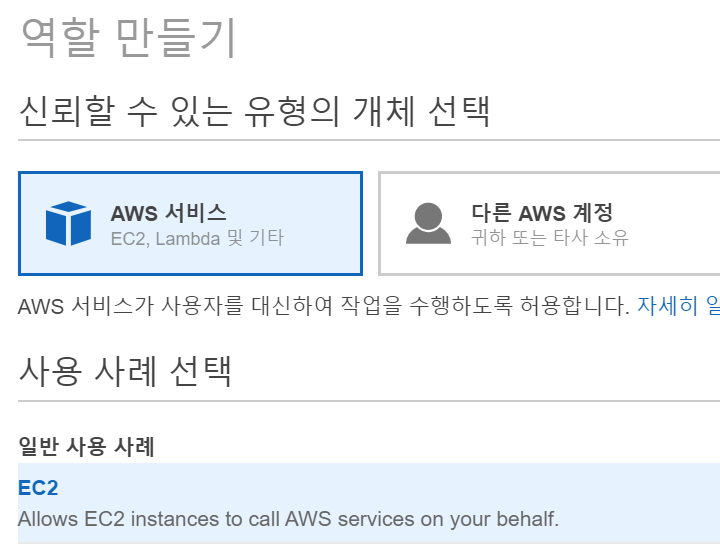 역할 만들기
신뢰할 수 있는 유형의 개체 선택
AWS 서비스
EC2, Lambda 및 기타
다른 AWS 계정
귀하 또는 타사 소유
AWS 서비스가 사용자를 대신하여 작업을 수행하도록 허용합니다. 자세히
사용 사례 선택
일반 사용 사례
EC2
Allows EC2 instances to call AWS services on your behalf.